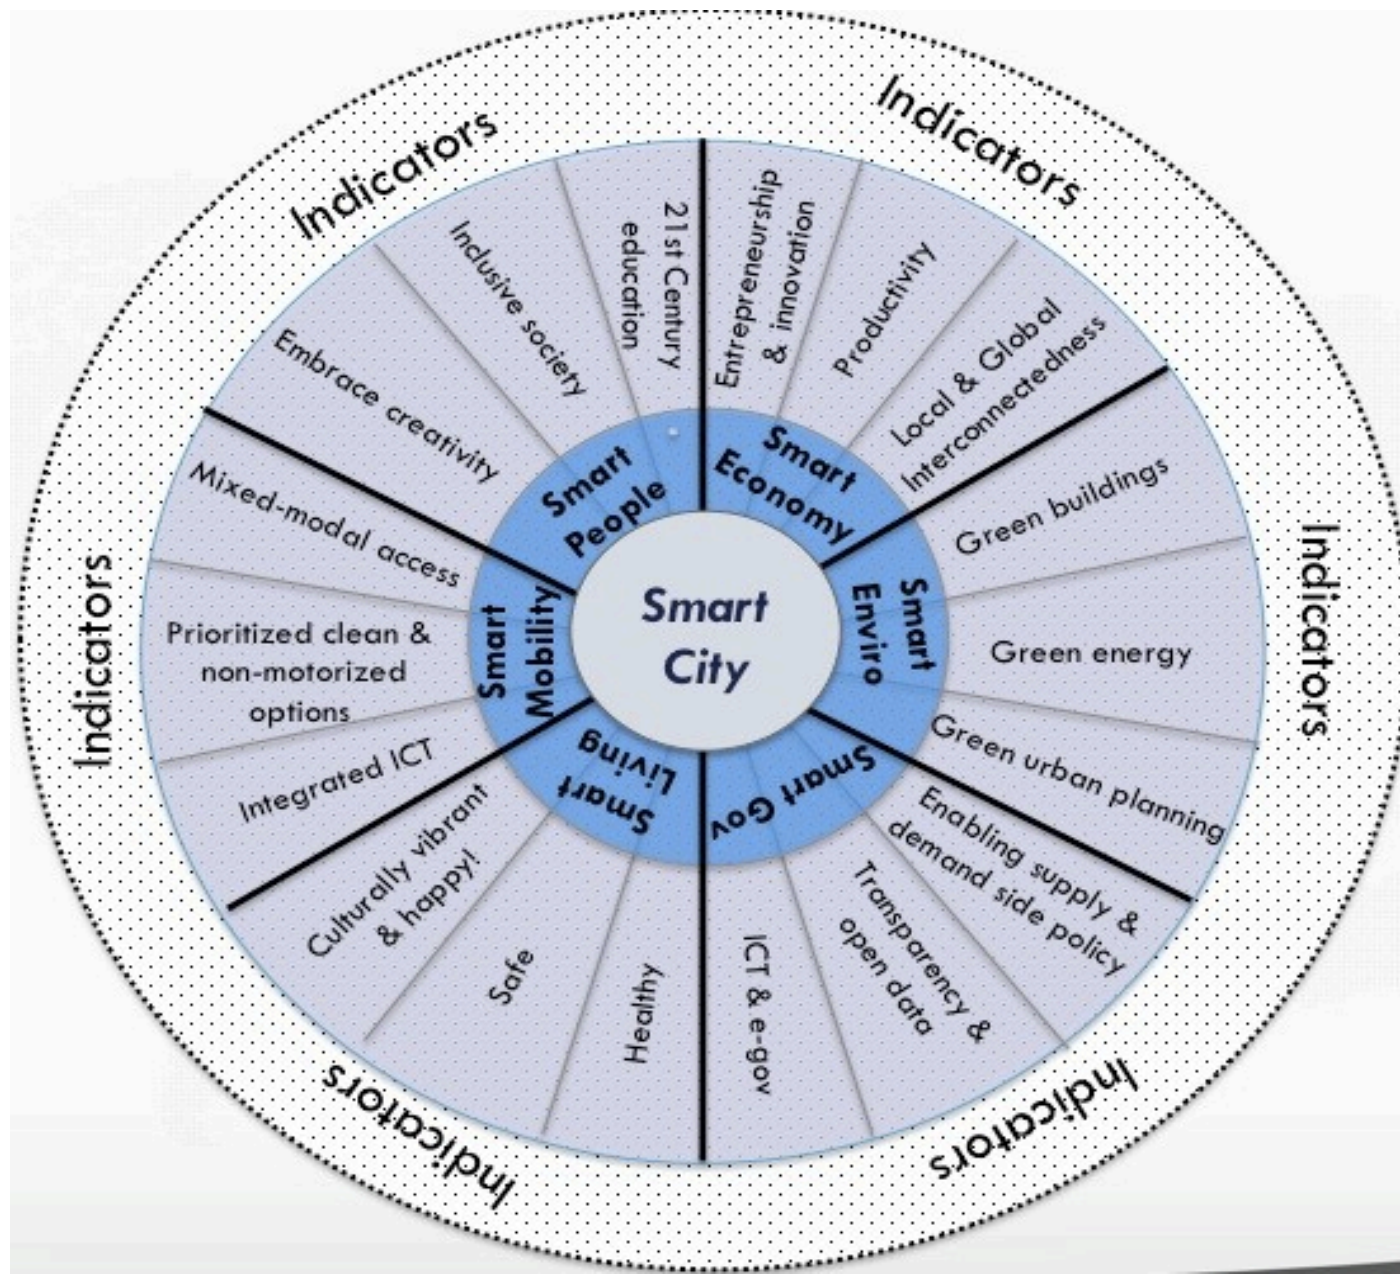 Smart
City
Smart
Economy
Entrepreneurship
& innovation
Productivity
Local & Global
Interconnectedness
Smart
Enviro
Green buildings
Green energy
Green urban planning
Smart Gov
Enabling supply &
demand side policy
Transparency &
open data
ICT & e-gov
Smart
Living
Healthy
Safe
Culturally vibrant
& happy!
Smart
Mobility
Integrated ICT
Prioritized clean &
non-motorized
options
Mixed-modal access
Smart
People
Embrace creativity
Inclusive society
21st Century
education
Indicators
Indicators
Indicators
Indicators
Indicators
Indicators